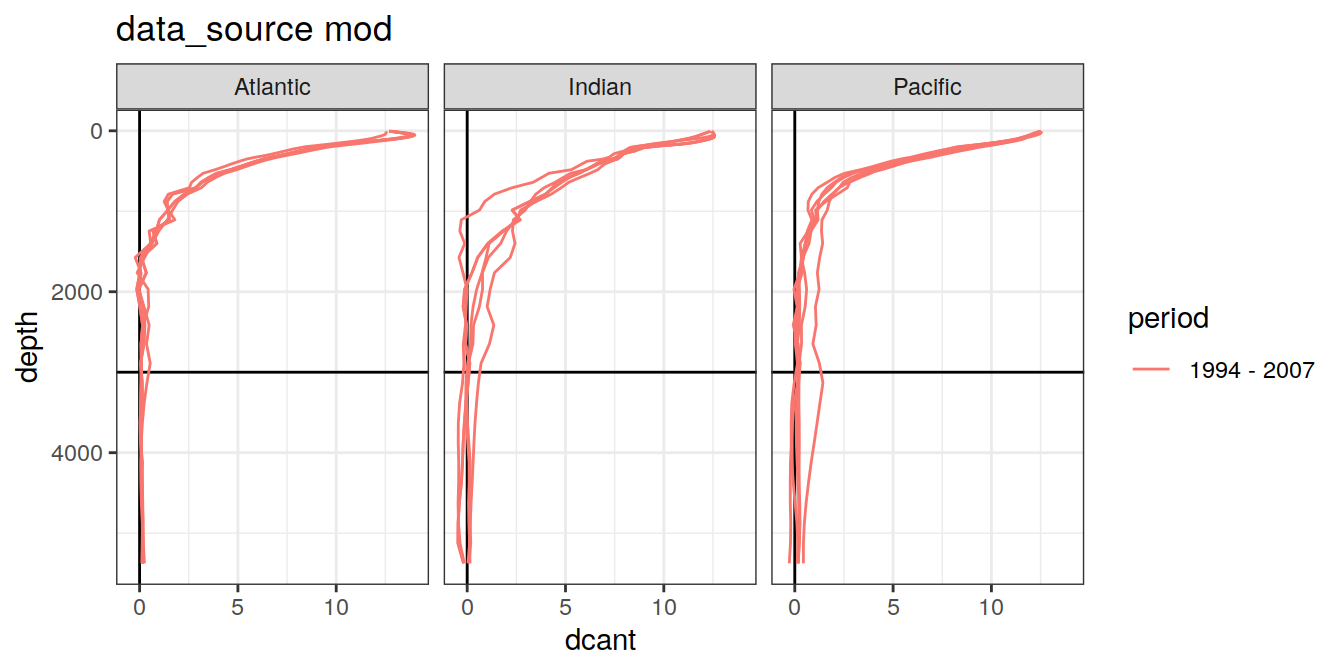 data_source mod
Atlantic
Indian
Pacific
0
2000
4000
depth
0 5 10
0 5 10
0 5 10
dcant
period
1994 - 2007